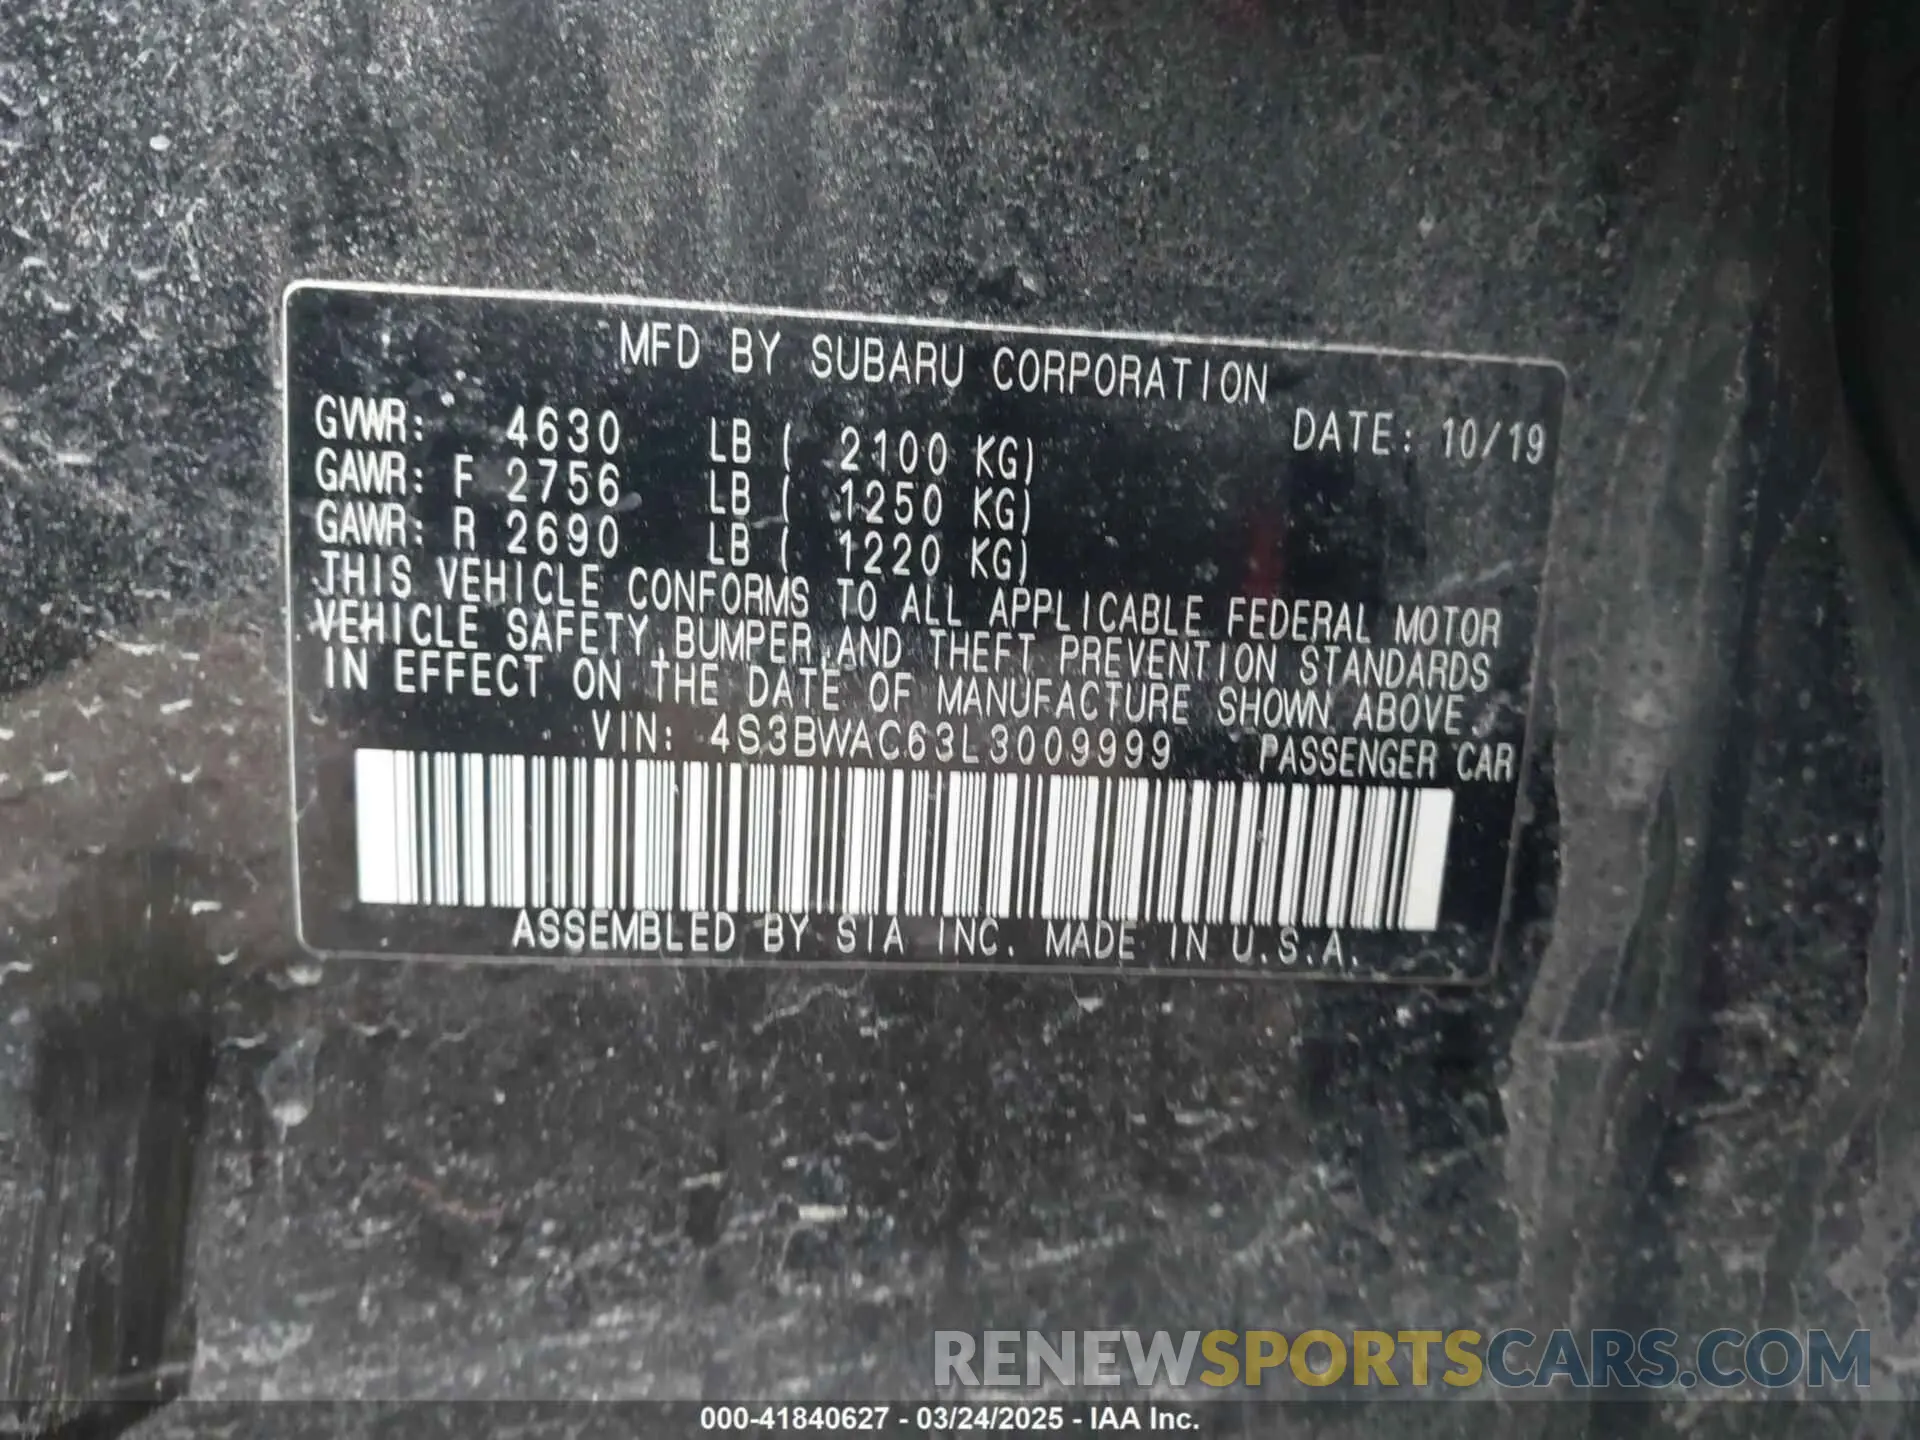 MFD BY SUBARU CORPORATION
GVWR: 4630 LB ( 2100 KG) DATE: 10/19
GAWR: F 2756 LB ( 1250 KG)
GAWR: R 2690 LB ( 1220 KG)
THIS VEHICLE CONFORMS TO ALL APPLICABLE FEDERAL MOTOR
VEHICLE SAFETY, BUMPER, AND THEFT PREVENTION STANDARDS
IN EFFECT ON THE DATE OF MANUFACTURE SHOWN ABOVE.
VIN: 4S3BWAC63L3009999 PASSENGER CAR
ASSEMBLED BY SIA INC. MADE IN U.S.A.
RENEWSPORTSCARS.COM
000-41840627 - 03/24/2025 - IAA Inc.